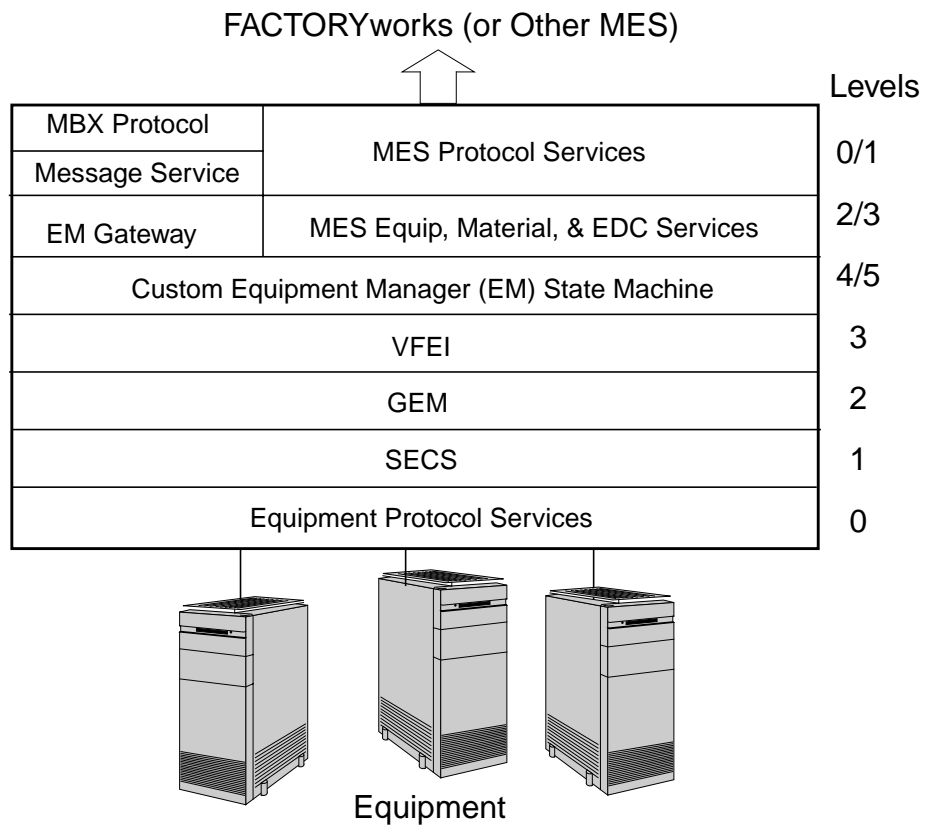 FACTORYworks (or Other MES)
Levels
MBX Protocol
Message Service
MES Protocol Services
0/1
EM Gateway
MES Equip, Material, & EDC Services
2/3
Custom Equipment Manager (EM) State Machine
4/5
VFEI
3
GEM
2
SECS
1
Equipment Protocol Services
0
Equipment